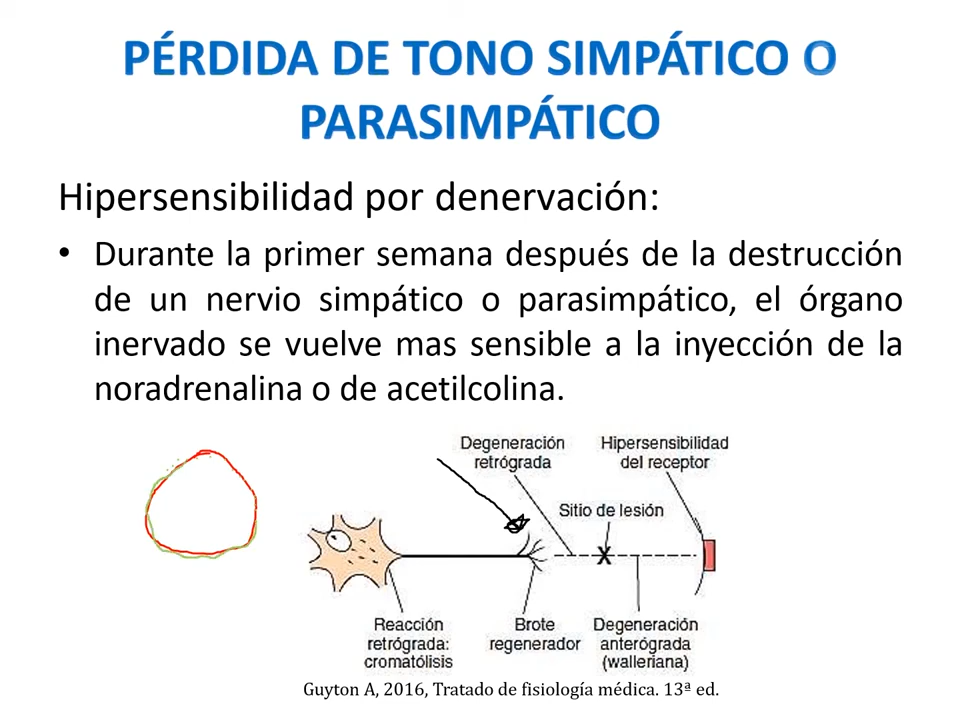 PÉRDIDA DE TONO SIMPÁTICO O
PARASIMPÁTICO
Hipersensibilidad por denervación:
• Durante la primer semana después de la destrucción
de un nervio simpático o parasimpático, el órgano
inervado se vuelve mas sensible a la inyección de la
noradrenalina o de acetilcolina.
Degeneración
retrógrada
Hipersensibilidad
del receptor
Sitio de lesión
X
Reacción
retrógrada:
cromatólisis
Brote
regenerador
Degeneración
anterógrada
(walleriana)
Guyton A, 2016, Tratado de fisiología médica. 13ª ed.